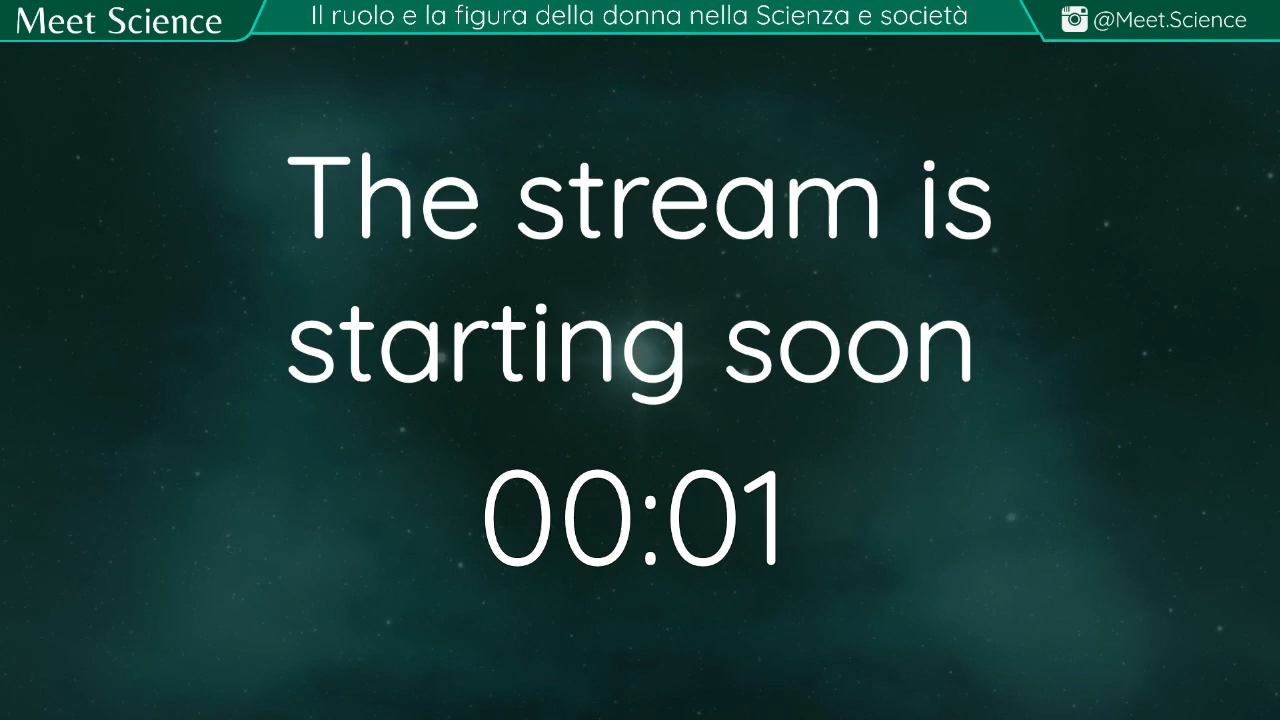 Meet Science
Il ruolo e la figura della donna nella Scienza e società
@Meet.Science
The stream is
starting soon
00:01